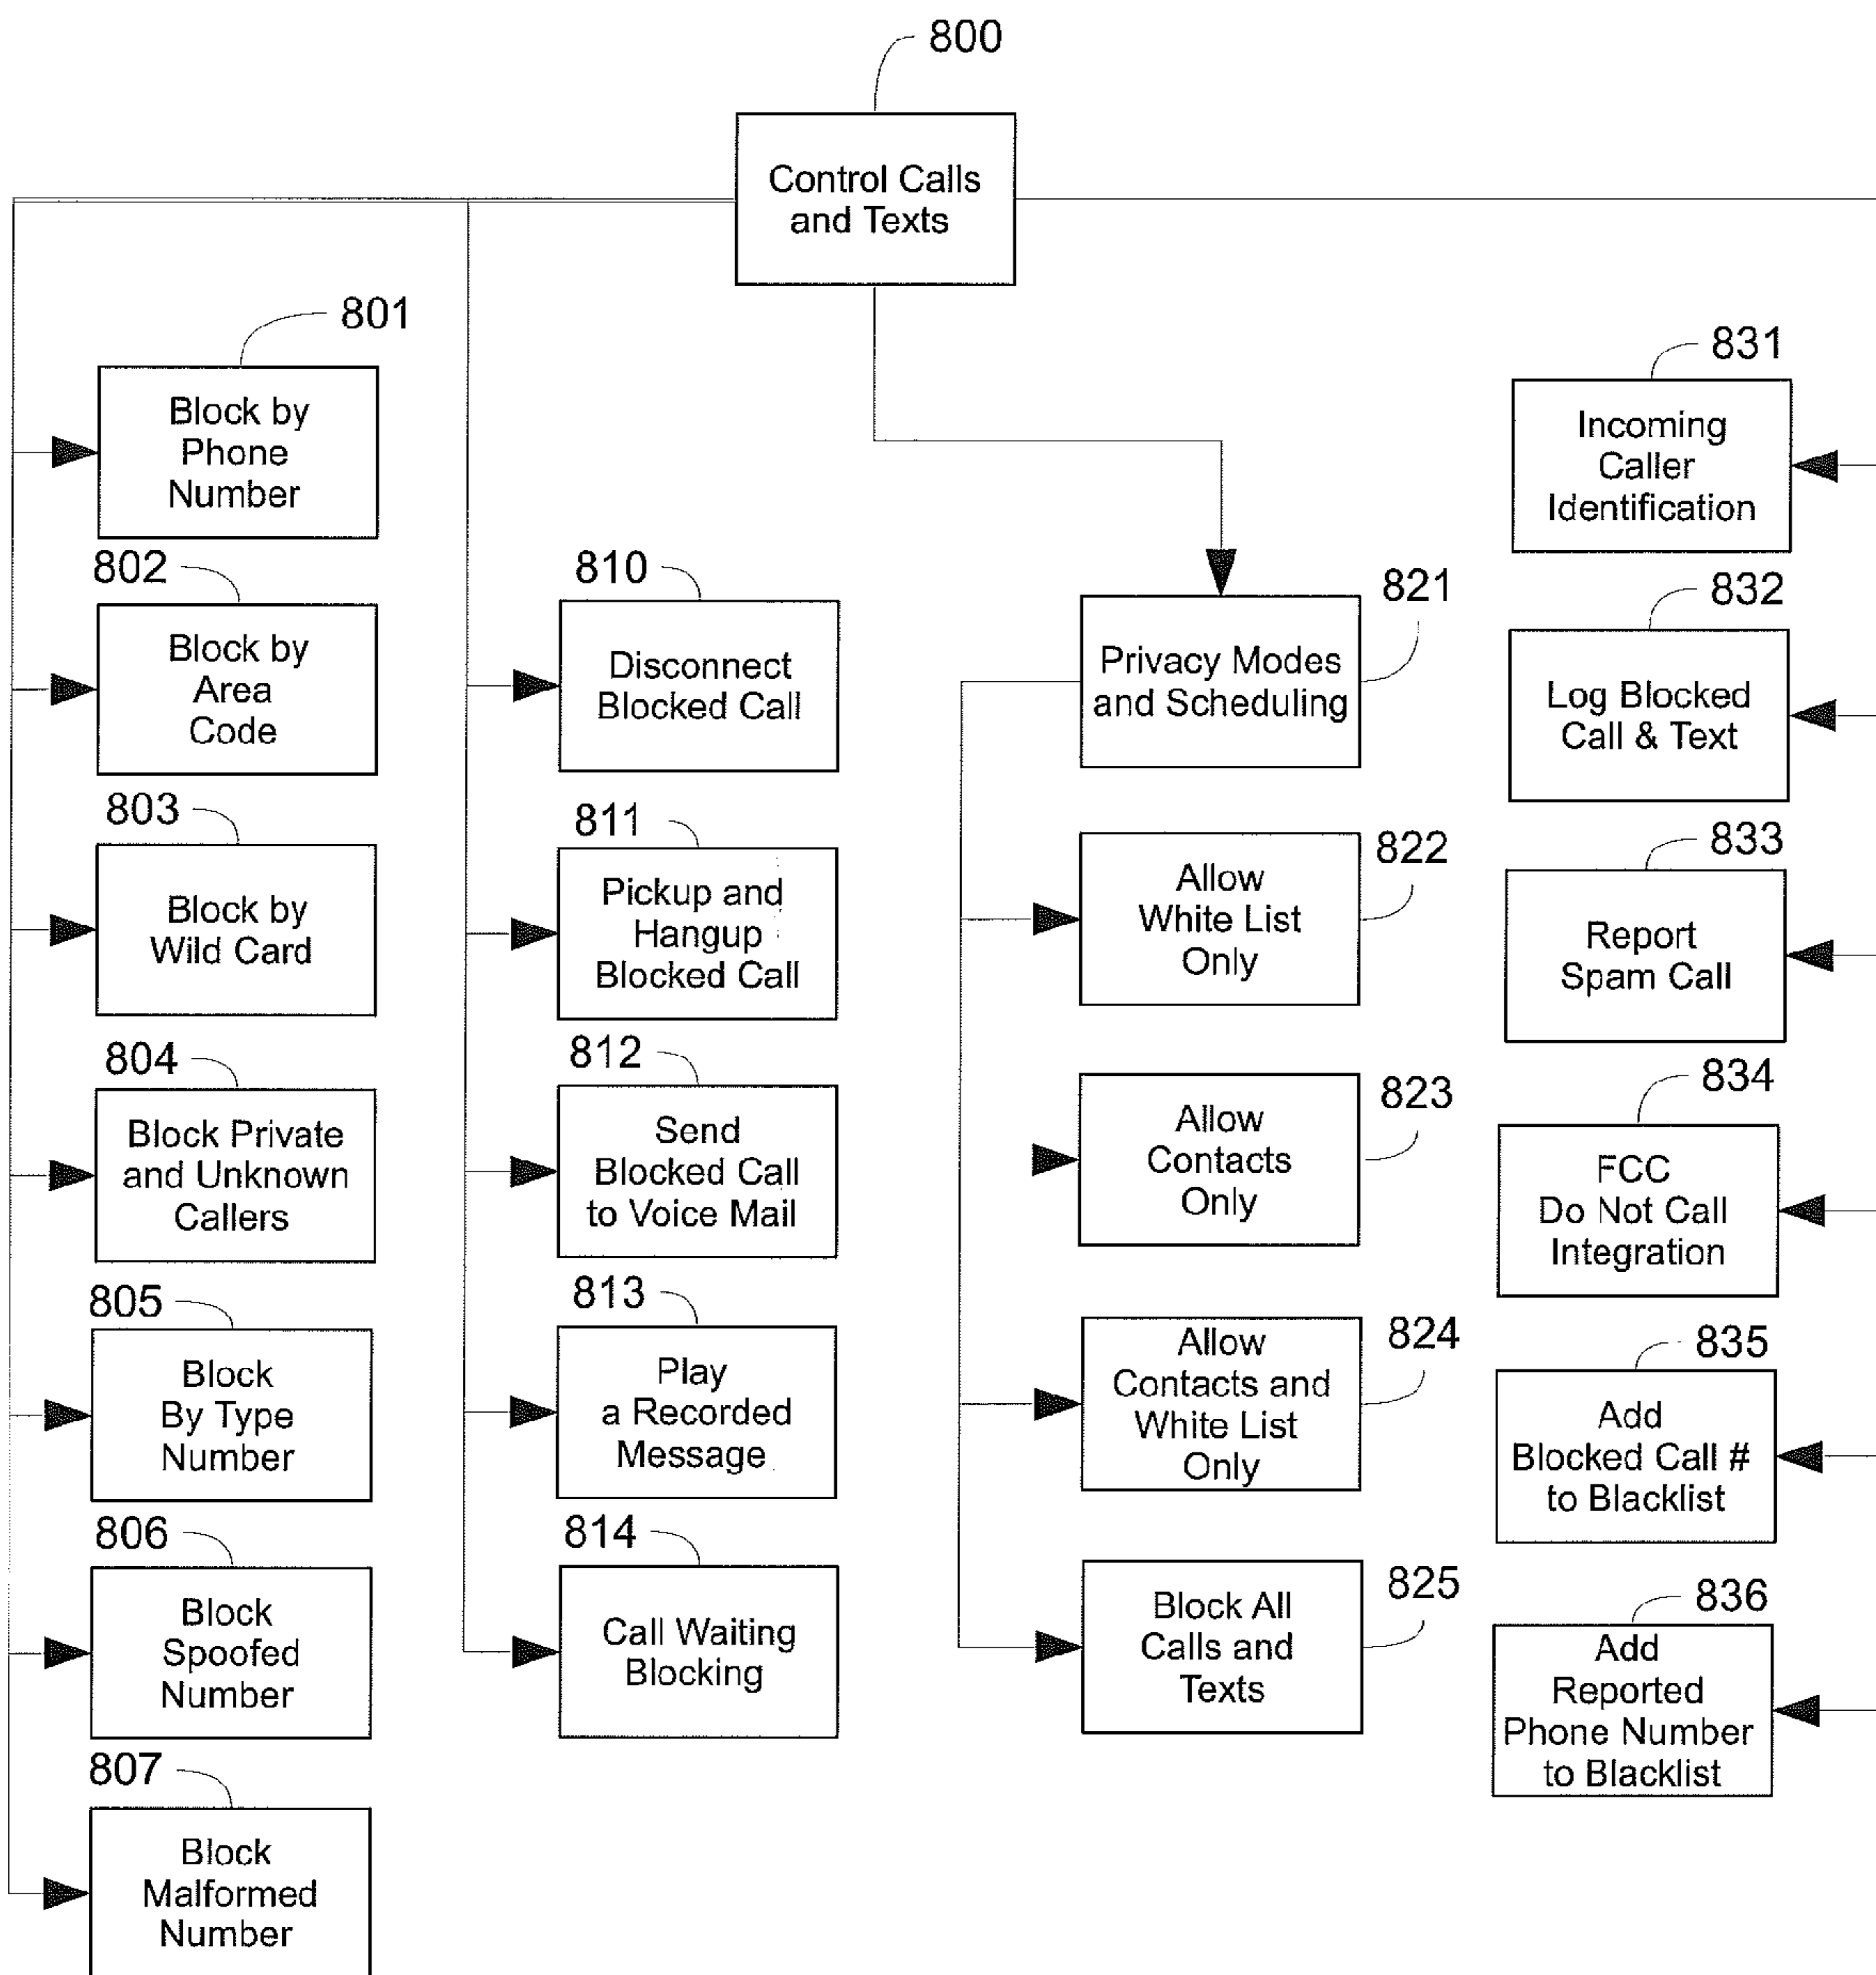 800
Control Calls
and Texts
801
Block by
Phone
Number
802
Block by
Area
Code
803
Block by
Wild Card
804
Block Private
and Unknown
Callers
805
Block
By Type
Number
806
Block
Spoofed
Number
807
Block
Malformed
Number
810
Disconnect
Blocked Call
811
Pickup and
Hangup
Blocked Call
812
Send
Blocked Call
to Voice Mail
813
Play
a Recorded
Message
814
Call Waiting
Blocking
821
Privacy Modes
and Scheduling
822
Allow
White List
Only
823
Allow
Contacts
Only
824
Allow
Contacts and
White List
Only
825
Block All
Calls and
Texts
831
Incoming
Caller
Identification
832
Log Blocked
Call & Text
833
Report
Spam Call
834
FCC
Do Not Call
Integration
835
Add
Blocked Call #
to Blacklist
836
Add
Reported
Phone Number
to Blacklist